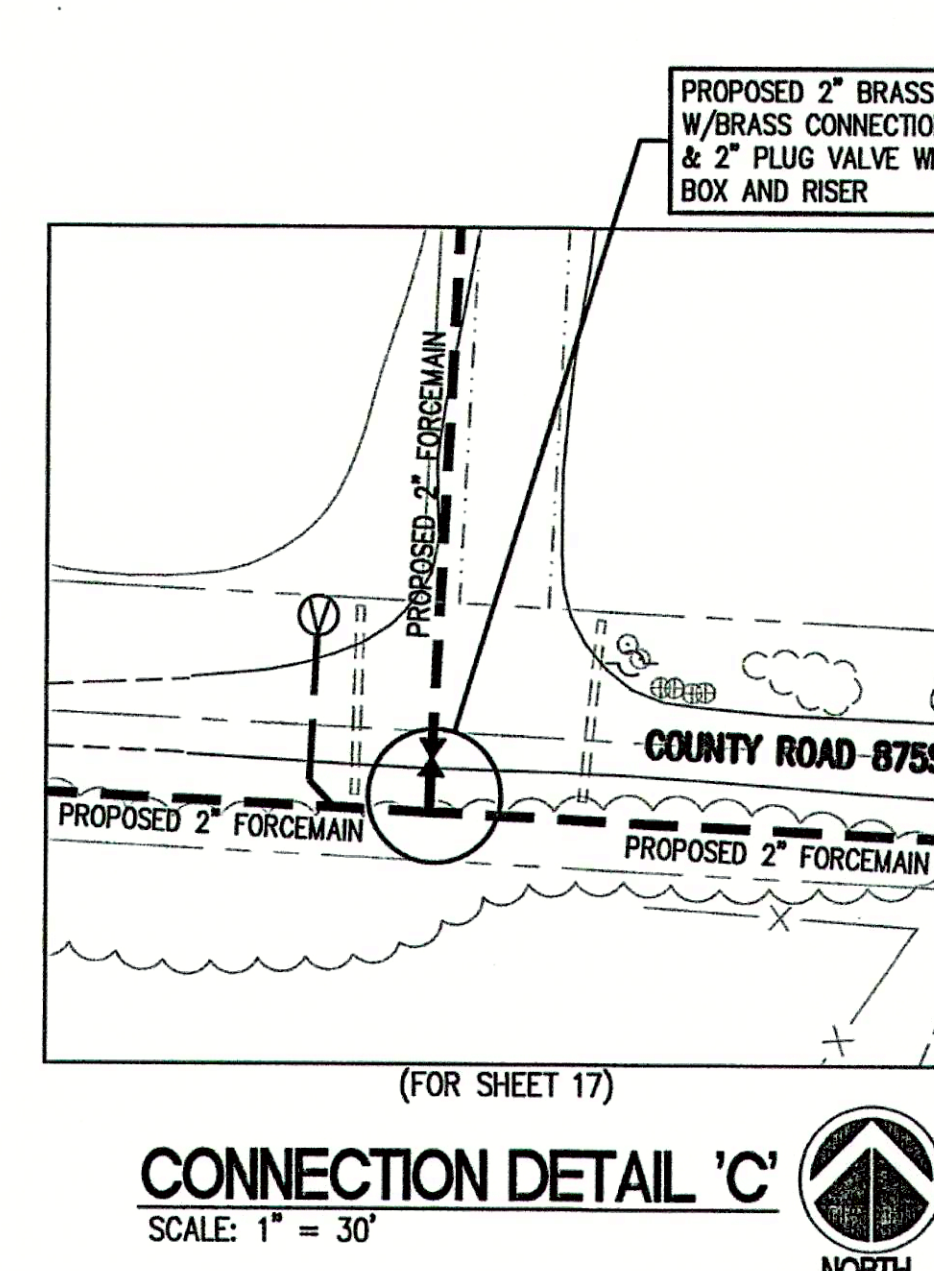 PROPOSED 2" BRASS
W/BRASS CONNECTIO
& 2" PLUG VALVE W
BOX AND RISER
PROPOSED 2" FORCEMAIN
V
COUNTY ROAD 875S
PROPOSED 2" FORCEMAIN
PROPOSED 2" FORCEMAIN
(FOR SHEET 17)
CONNECTION DETAIL 'C'
SCALE: 1" = 30'
NORTH